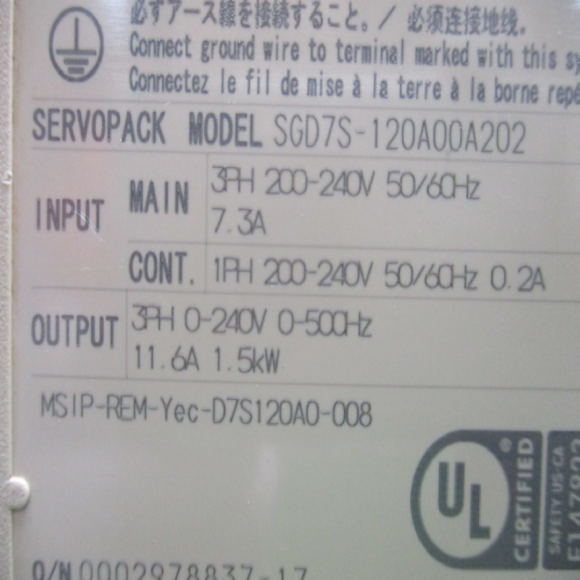 必ずアース線を接続すること。/ 必须连接地线.
Connect ground wire to terminal marked with this
Connectez le fil de mise à la terre à la borne
SERVOPACK MODEL SGD7S-120A00A202
INPUT MAIN 3PH 200-240V 50/60Hz
7.3A
CONT. 1PH 200-240V 50/60Hz 0.2A
OUTPUT 3PH 0-240V 0-500Hz
11.6A 1.5kW
MSIP-REM-Yec-D7S120A0-008
UL ®
CERTIFIED
SAFETY US-CA
O/N 0002978837-17